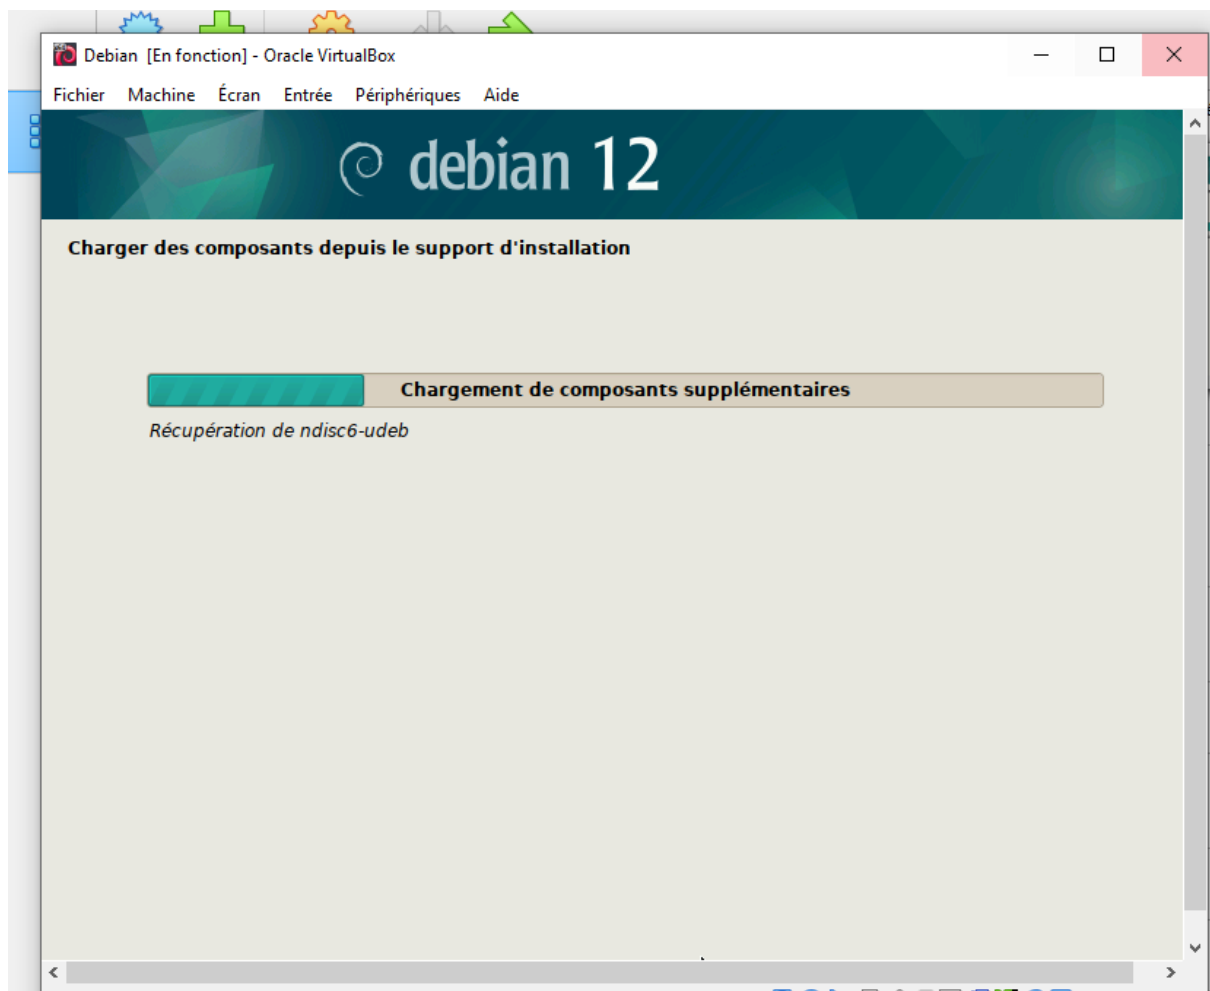 Debian [En fonction] - Oracle VirtualBox
Fichier Machine Écran Entrée Périphériques Aide
debian 12
Charger des composants depuis le support d'installation
Chargement de composants supplémentaires
Récupération de ndisc6-udeb